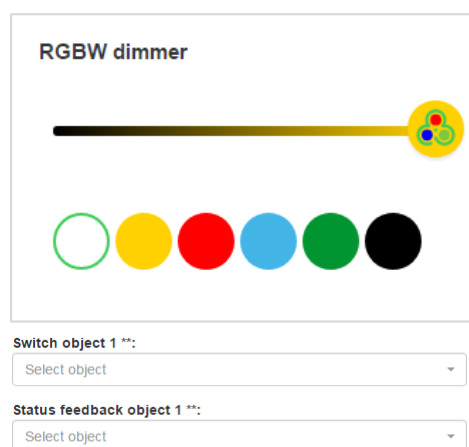 RGBW dimmer
Switch object 1 **:
Select object
Status feedback object 1 **:
Select object